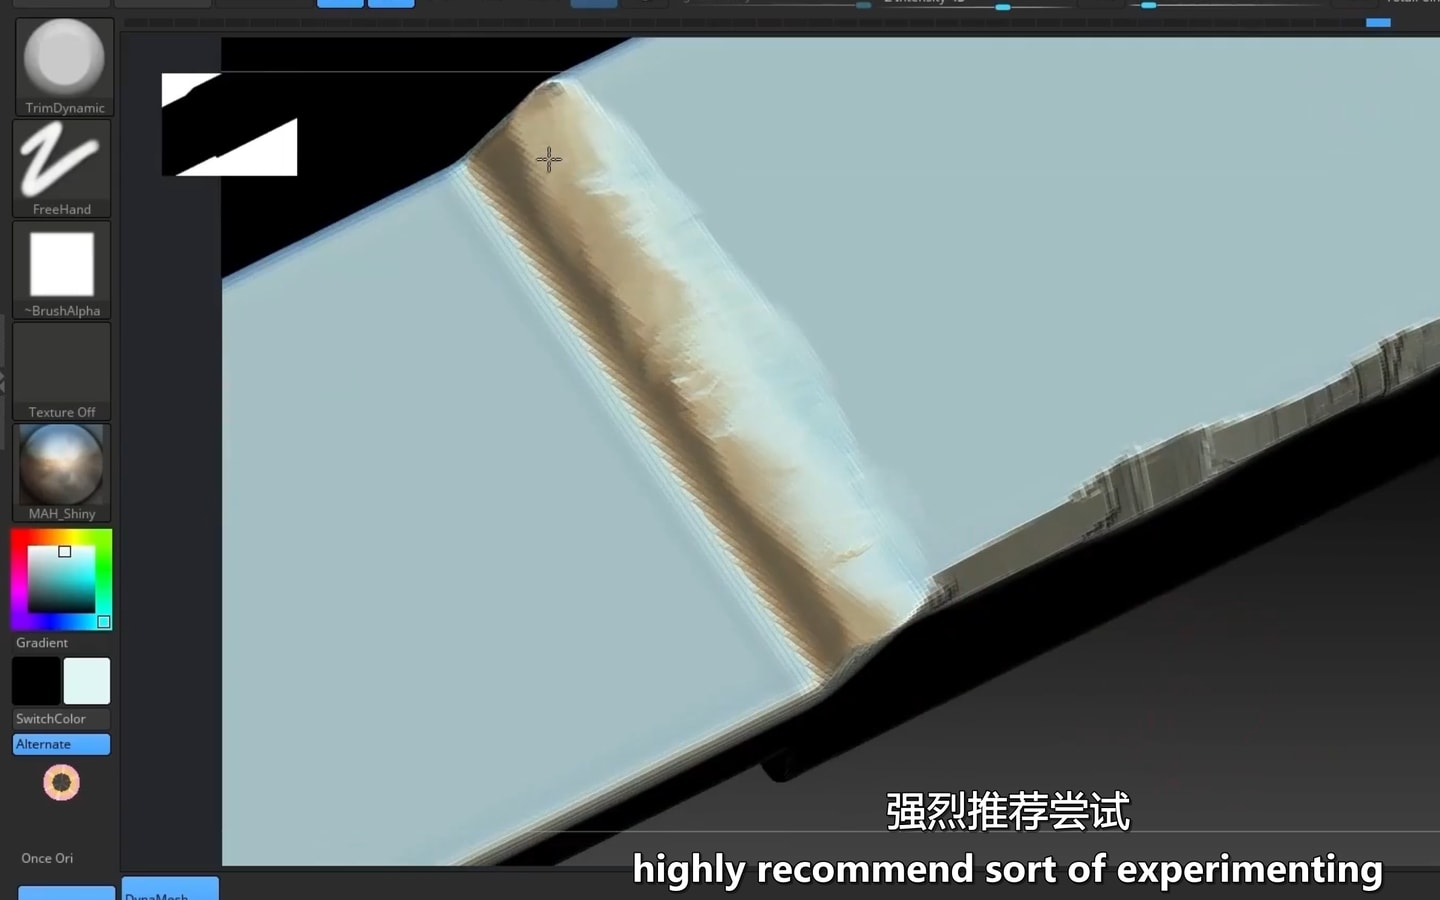 TrimDynamic
FreeHand
~BrushAlpha
Texture Off
MAH_Shiny
Gradient
SwitchColor
Alternate
Once Ori
DynaMesh
强烈推荐尝试
highly recommend sort of experimenting